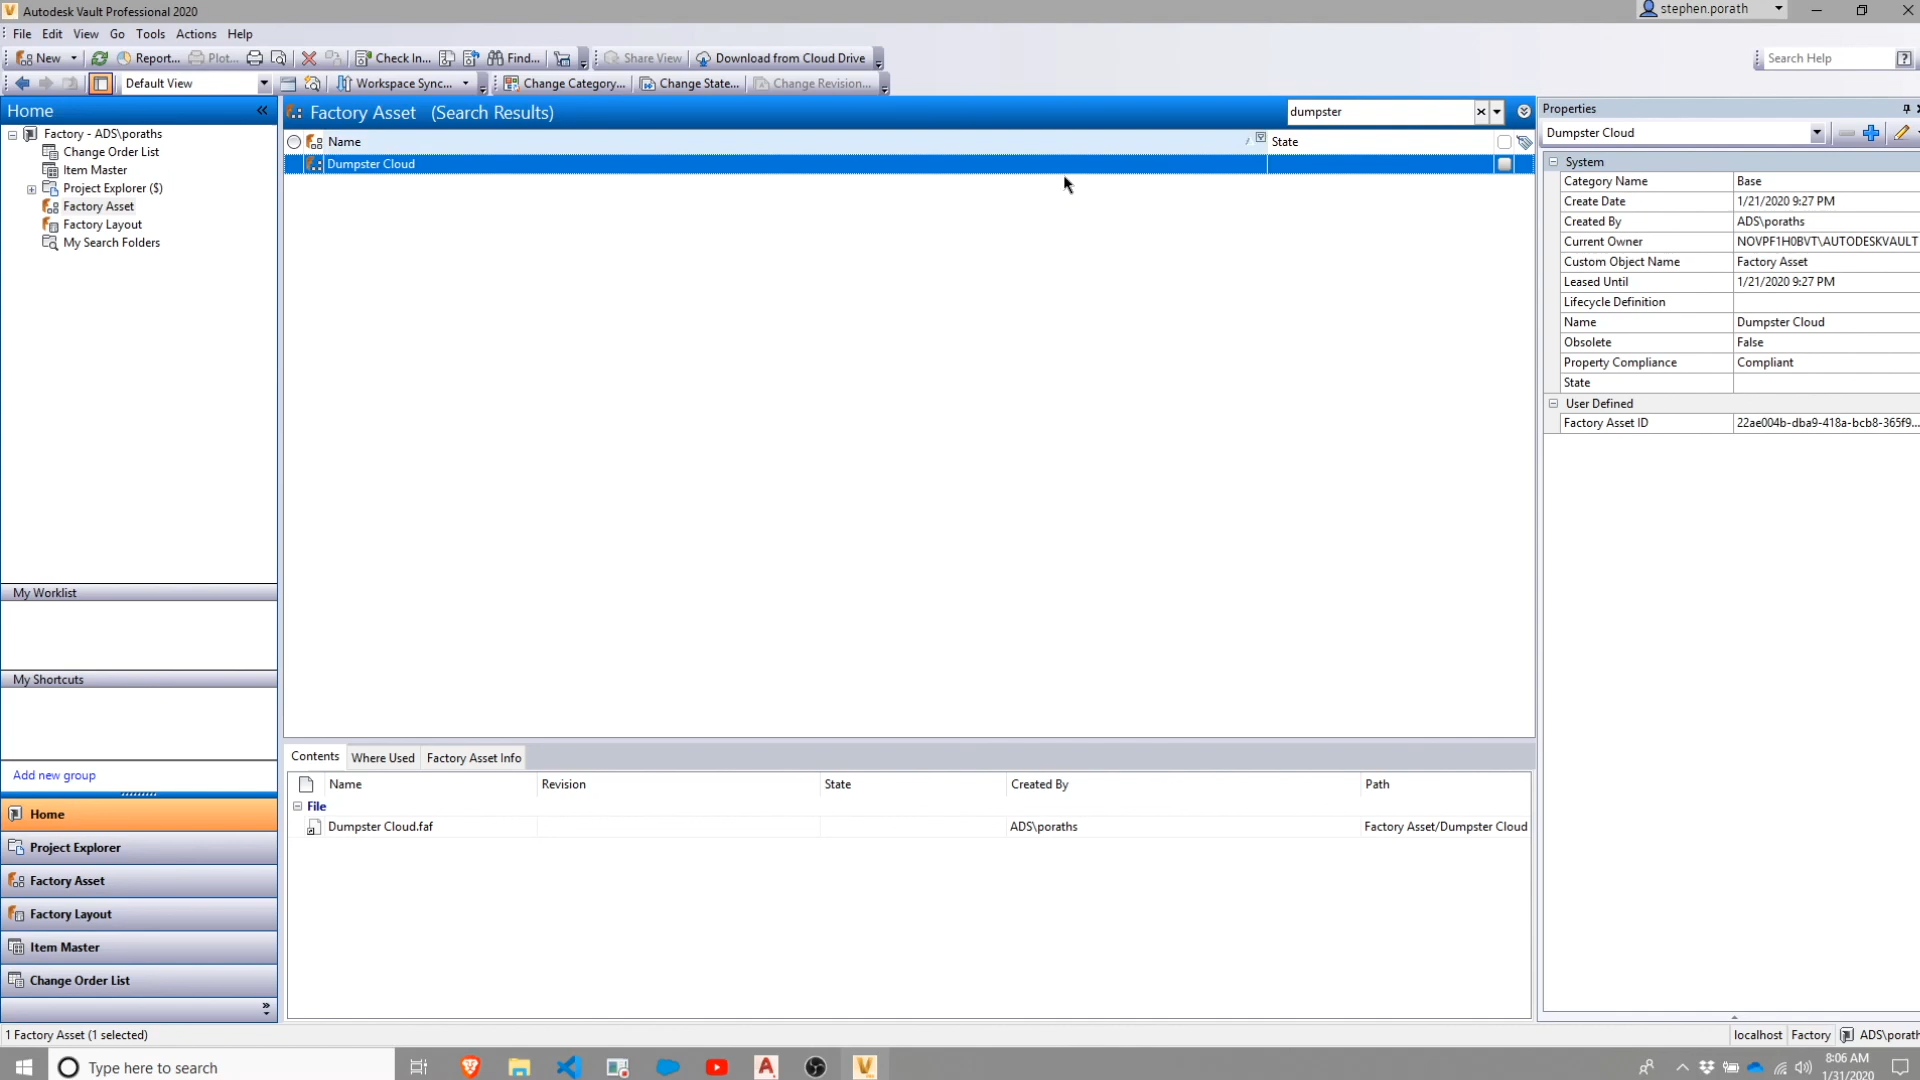 Autodesk Vault Professional 2020
stephen.porath
File Edit View Go Tools Actions Help
New Report... Plot... Check In... Find... Share View Download from Cloud Drive
Search Help
Default View Workspace Sync... Change Category... Change State... Change Revision...
Home
Factory - ADS\poraths
Change Order List
Item Master
Project Explorer ($)
Factory Asset
Factory Layout
My Search Folders
My Worklist
My Shortcuts
Add new group
Home
Project Explorer
Factory Asset
Factory Layout
Item Master
Change Order List
Factory Asset (Search Results)
dumpster
Name State
Dumpster Cloud
Contents Where Used Factory Asset Info
Name Revision State Created By Path
File
Dumpster Cloud.faf ADS\poraths Factory Asset/Dumpster Cloud
Properties
Dumpster Cloud
System
Category Name Base
Create Date 1/21/2020 9:27 PM
Created By ADS\poraths
Current Owner NOVPF1H0BVT\AUTODESKVAULT
Custom Object Name Factory Asset
Leased Until 1/21/2020 9:27 PM
Lifecycle Definition
Name Dumpster Cloud
Obsolete False
Property Compliance Compliant
State
User Defined
Factory Asset ID 22ae004b-dba9-418a-bcb8-365f9...
1 Factory Asset (1 selected)
localhost Factory ADS\porath
Type here to search
8:06 AM
1/31/2020